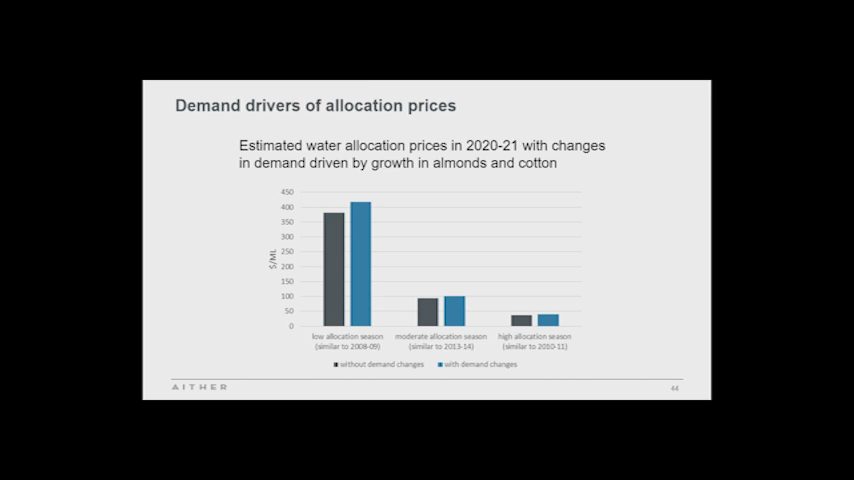 Demand drivers of allocation prices
Estimated water allocation prices in 2020-21 with changes
in demand driven by growth in almonds and cotton
450
400
350
300
250
200
150
100
50
0
$/ML
low allocation season
(similar to 2008-09)
moderate allocation season
(similar to 2013-14)
high allocation season
(similar to 2010-11)
without demand changes
with demand changes
AITHER
44